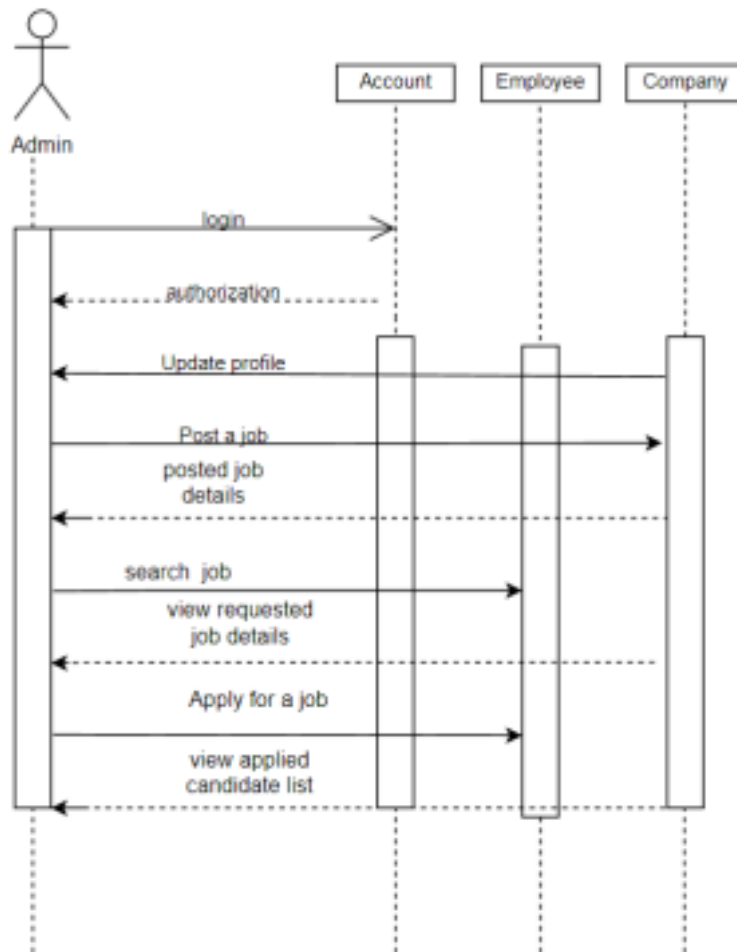 Account
Employee
Company
Admin
login
authorization
Update profile
Post a job
posted job
details
search job
view requested
job details
Apply for a job
view applied
candidate list